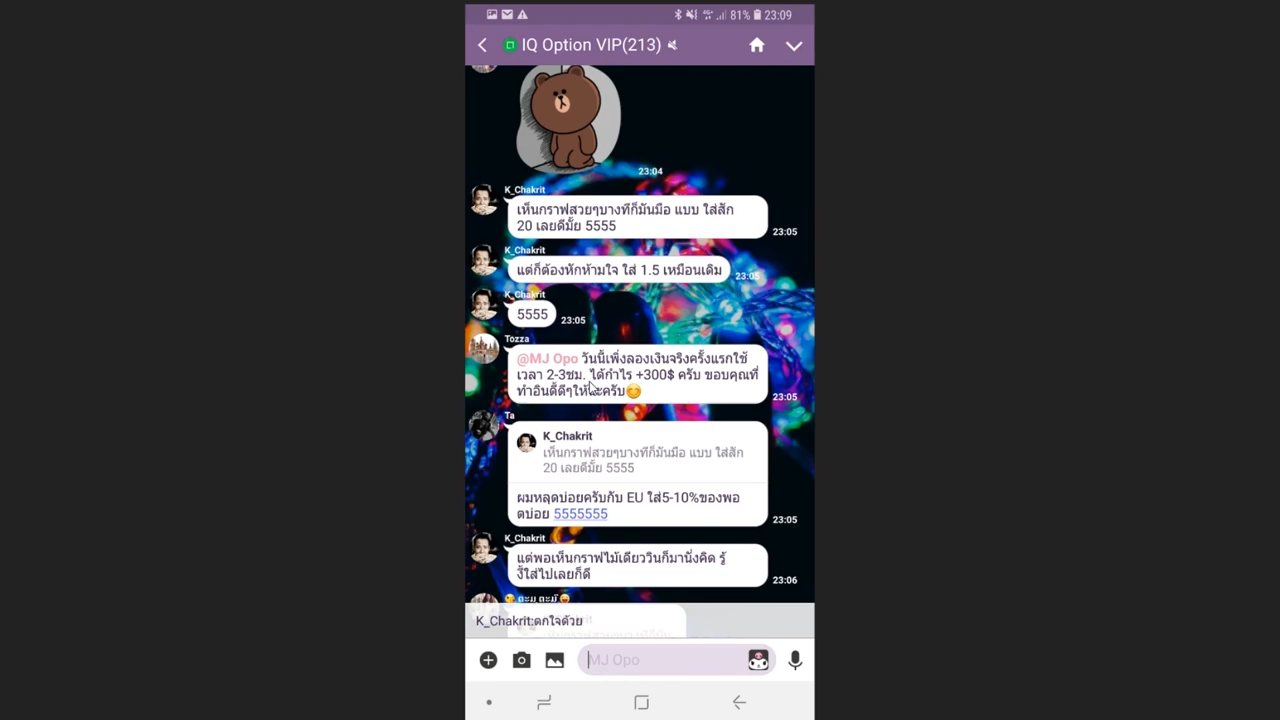 81% 23:09
IQ Option VIP(213)
23:04
K_Chakrit
เห็นกราฟสวยๆบางทีก็มันมือ แบบ ใส่สัก
20 เลยดีมั้ย 5555
23:05
K_Chakrit
แต่ก็ต้องหักห้ามใจ ใส่ 1.5 เหมือนเดิม
23:05
K_Chakrit
5555
23:05
Tozza
@MJ Opo วันนี้เพิ่งลองเงินจริงครั้งแรกใช้
เวลา 2-3ชม. ได้กำไร +300$ ครับ ขอบคุณที่
ทำอินดี้ดีๆให้นะครับ
23:05
Ta
K_Chakrit
เห็นกราฟสวยๆบางทีก็มันมือ แบบ ใส่สัก
20 เลยดีมั้ย 5555
ผมหลุดบ่อยครับกับ EU ใส่5-10%ของพอ
ตบ่อย 5555555
23:05
K_Chakrit
แต่พอเห็นกราฟไม้เดียววินก็มานั่งคิด รู้
งี้ใส่ไปเลยก็ดี
23:06
K_Chakrit:ตกใจด้วย
MJ Opo